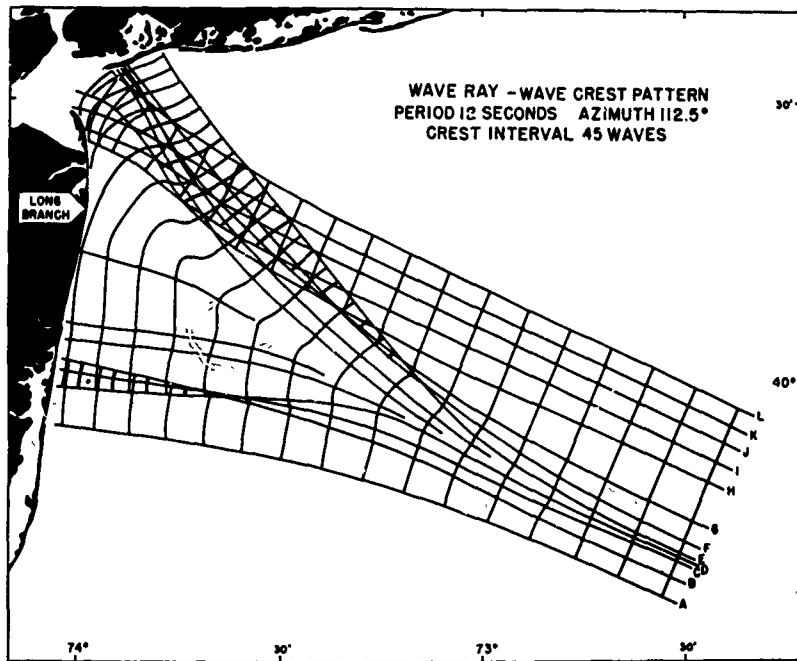 WAVE RAY - WAVE CREST PATTERN
PERIOD 12 SECONDS AZIMUTH 112.5°
CREST INTERVAL 45 WAVES
30'
LONG
BRANCH
40°
L
K
J
I
H
G
F
E
D
C
B
A
74°
30'
73°
30'